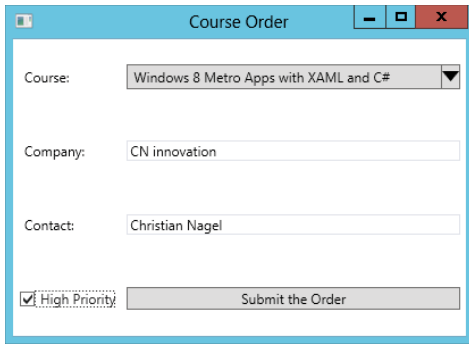 Course Order
Course: Windows 8 Metro Apps with XAML and C#
Company: CN innovation
Contact: Christian Nagel
High Priority Submit the Order